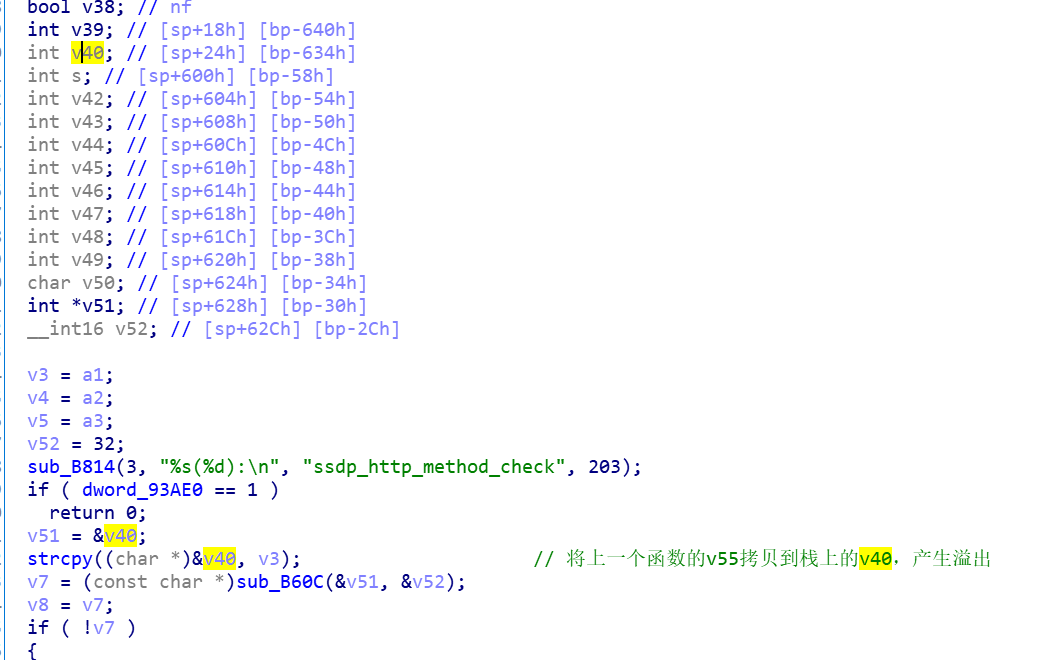 bool v38; // nf
int v39; // [sp+18h] [bp-640h]
int v40; // [sp+24h] [bp-634h]
int s; // [sp+600h] [bp-58h]
int v42; // [sp+604h] [bp-54h]
int v43; // [sp+608h] [bp-50h]
int v44; // [sp+60Ch] [bp-4Ch]
int v45; // [sp+610h] [bp-48h]
int v46; // [sp+614h] [bp-44h]
int v47; // [sp+618h] [bp-40h]
int v48; // [sp+61Ch] [bp-3Ch]
int v49; // [sp+620h] [bp-38h]
char v50; // [sp+624h] [bp-34h]
int *v51; // [sp+628h] [bp-30h]
__int16 v52; // [sp+62Ch] [bp-2Ch]
v3 = a1;
v4 = a2;
v5 = a3;
v52 = 32;
sub_B814(3, "%s(%d):\n", "ssdp_http_method_check", 203);
if ( dword_93AE0 == 1 )
return 0;
v51 = &v40;
strcpy((char *)&v40, v3); // 将上一个函数的v55拷贝到栈上的v40，产生溢出
v7 = (const char *)sub_B60C(&v51, &v52);
v8 = v7;
if ( !v7 )
{